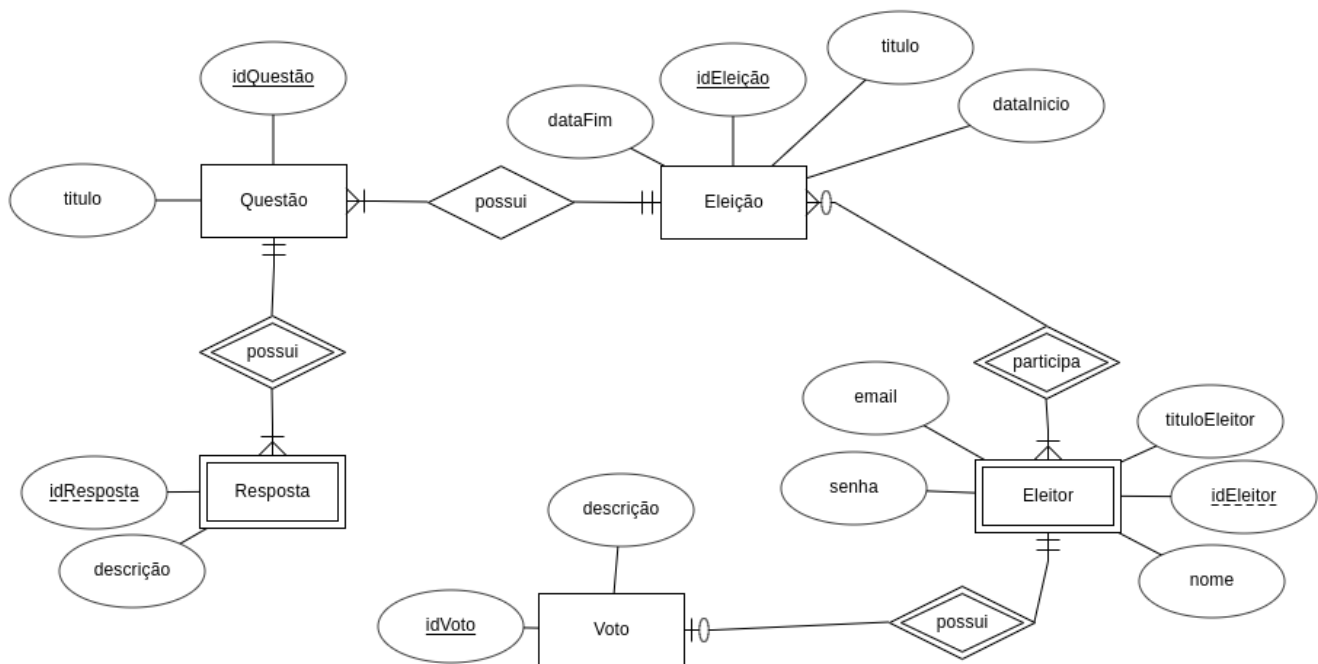 titulo
idEleição
idQuestão
dataInicio
dataFim
titulo
Questão
possui
Eleição
possui
participa
email
tituloEleitor
idResposta
Resposta
senha
Eleitor
idEleitor
descrição
descrição
nome
idVoto
Voto
possui